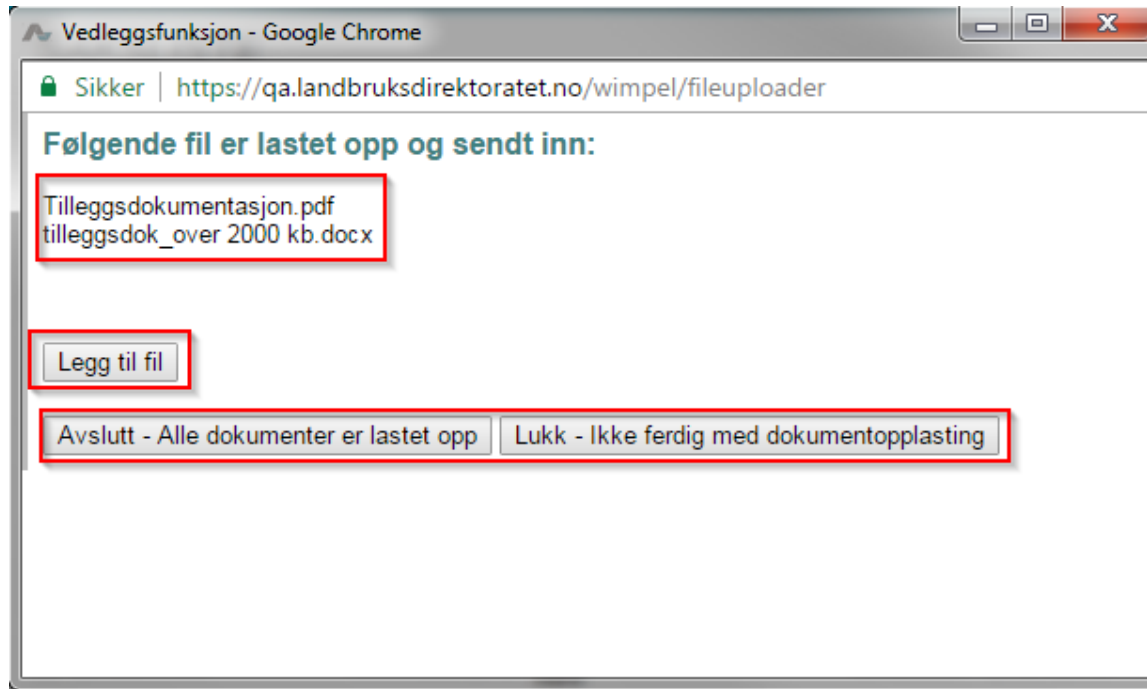 Vedleggsfunksjon - Google Chrome
Sikker | https://qa.landbruksdirektoratet.no/wimpel/fileuploader
Følgende fil er lastet opp og sendt inn:
Tilleggsdokumentasjon.pdf
tilleggsdok_over 2000 kb.docx
Legg til fil
Avslutt - Alle dokumenter er lastet opp Lukk - Ikke ferdig med dokumentopplasting